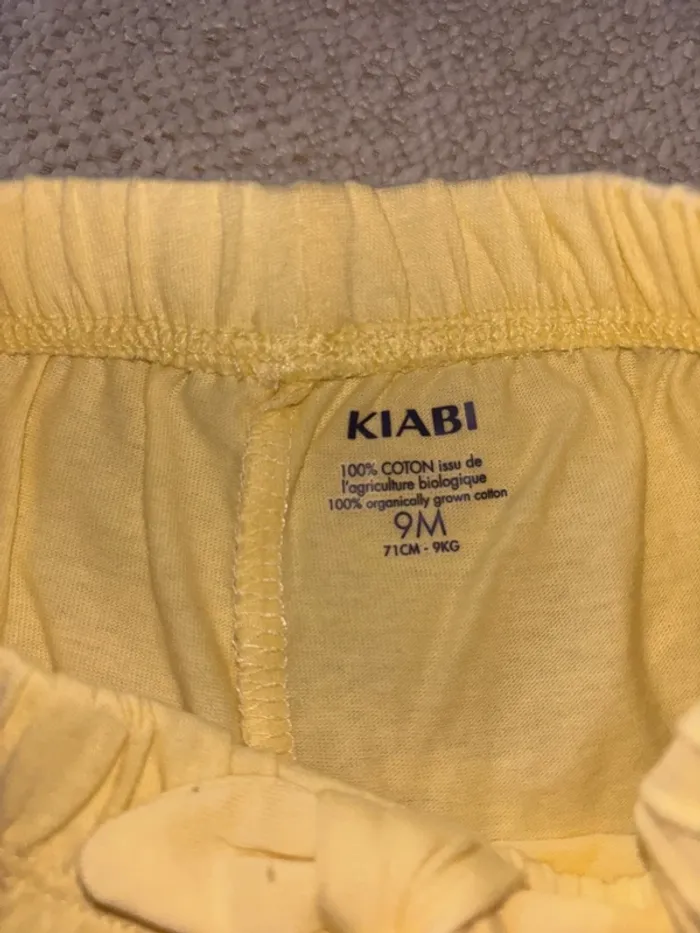 KIABI
100% COTON issu de
l'agriculture biologique
100% organically grown cotton
9M
71CM - 9KG